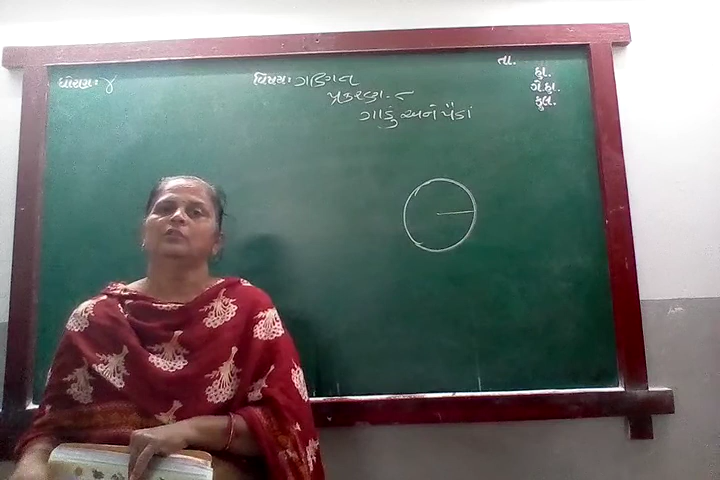 ધોરણ: ૪
વિષય: ગણિત
પ્રકરણ - ૮
ગાડું અને પૈડાં
તા.
હા.
ગે.હા.
કુલ.